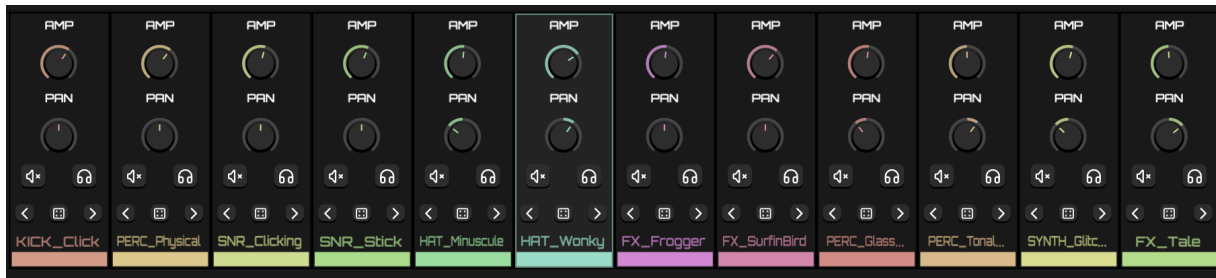 AMP AMP AMP AMP AMP AMP AMP AMP AMP AMP AMP AMP
PAN PAN PAN PAN PAN PAN PAN PAN PAN PAN PAN PAN
KICK_Click PERC_Physical SNR_Clicking SNR_Stick HAT_Minuscule HAT_Wonky FX_Frogger FX_SurfinBird PERC_Glass... PERC_Tonal... SYNTH_Glitc... FX_Tale